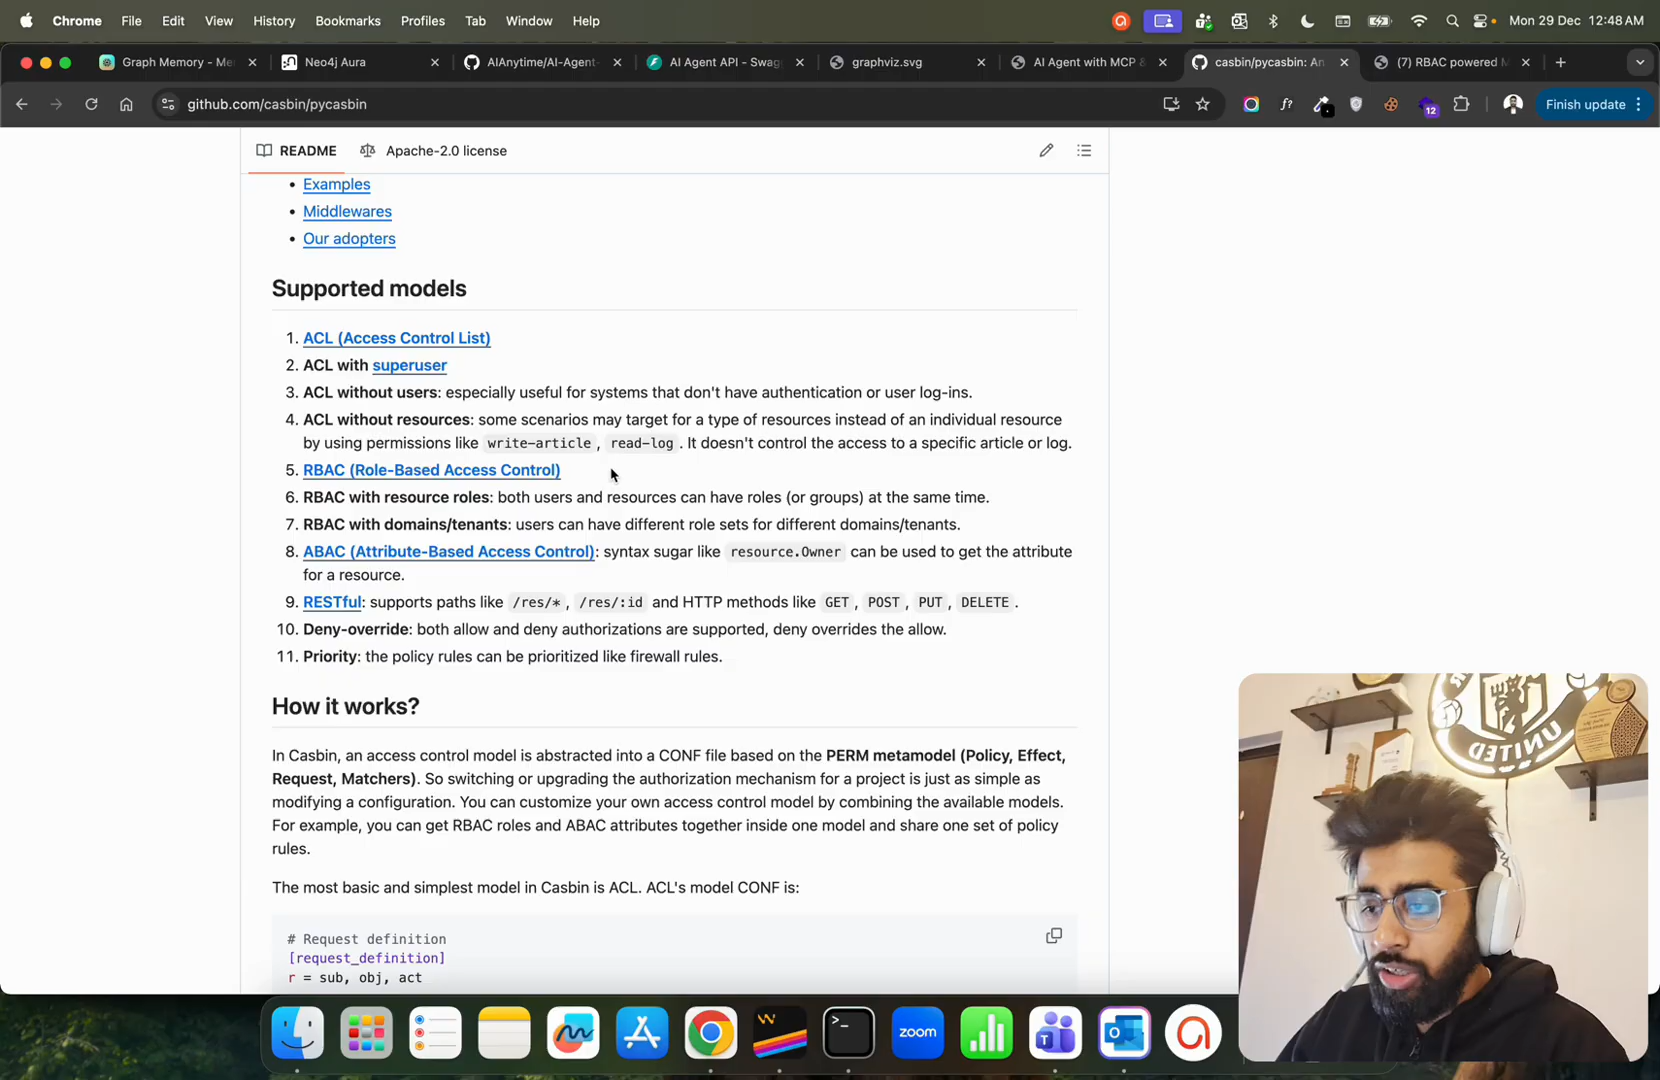 Chrome File Edit View History Bookmarks Profiles Tab Window Help Mon 29 Dec 12:48 AM
Graph Memory - Me Neo4j Aura AIAnytime/AI-Agent- AI Agent API - Swag graphviz.svg AI Agent with MCP & casbin/pycasbin: An (7) RBAC powered M
github.com/casbin/pycasbin 12 Finish update
README Apache-2.0 license
• Examples
• Middlewares
• Our adopters
Supported models
1. ACL (Access Control List)
2. ACL with superuser
3. ACL without users: especially useful for systems that don't have authentication or user log-ins.
4. ACL without resources: some scenarios may target for a type of resources instead of an individual resource
by using permissions like write-article, read-log. It doesn't control the access to a specific article or log.
5. RBAC (Role-Based Access Control)
6. RBAC with resource roles: both users and resources can have roles (or groups) at the same time.
7. RBAC with domains/tenants: users can have different role sets for different domains/tenants.
8. ABAC (Attribute-Based Access Control): syntax sugar like resource.Owner can be used to get the attribute
for a resource.
9. RESTful: supports paths like /res/*, /res/:id and HTTP methods like GET, POST, PUT, DELETE.
10. Deny-override: both allow and deny authorizations are supported, deny overrides the allow.
11. Priority: the policy rules can be prioritized like firewall rules.
How it works?
In Casbin, an access control model is abstracted into a CONF file based on the PERM metamodel (Policy, Effect,
Request, Matchers). So switching or upgrading the authorization mechanism for a project is just as simple as
modifying a configuration. You can customize your own access control model by combining the available models.
For example, you can get RBAC roles and ABAC attributes together inside one model and share one set of policy
rules.
The most basic and simplest model in Casbin is ACL. ACL's model CONF is:
# Request definition
[request_definition]
r = sub, obj, act
UNITED
zoom